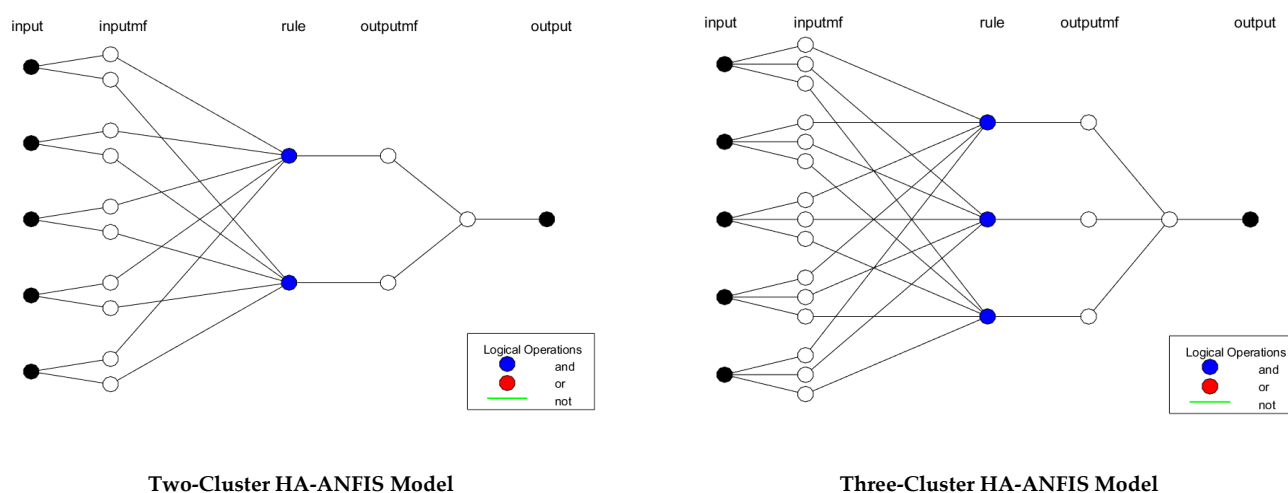 input inputmf rule outputmf output
Logical Operations
and
or
not
Two-Cluster HA-ANFIS Model
input inputmf rule outputmf output
Logical Operations
and
or
not
Three-Cluster HA-ANFIS Model